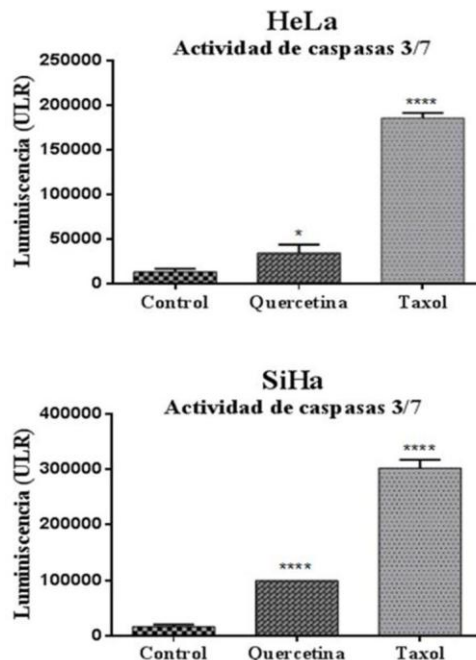 HeLa
Actividad de caspasas 3/7
Luminiscencia (ULR)
250000
200000
150000
100000
50000
0
*
****
Control Quercetina Taxol
SiHa
Actividad de caspasas 3/7
Luminiscencia (ULR)
400000
300000
200000
100000
0
****
****
Control Quercetina Taxol